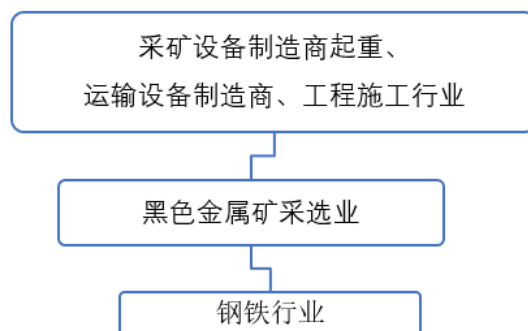 采矿设备制造商起重、
运输设备制造商、工程施工行业
黑色金属矿采选业
钢铁行业